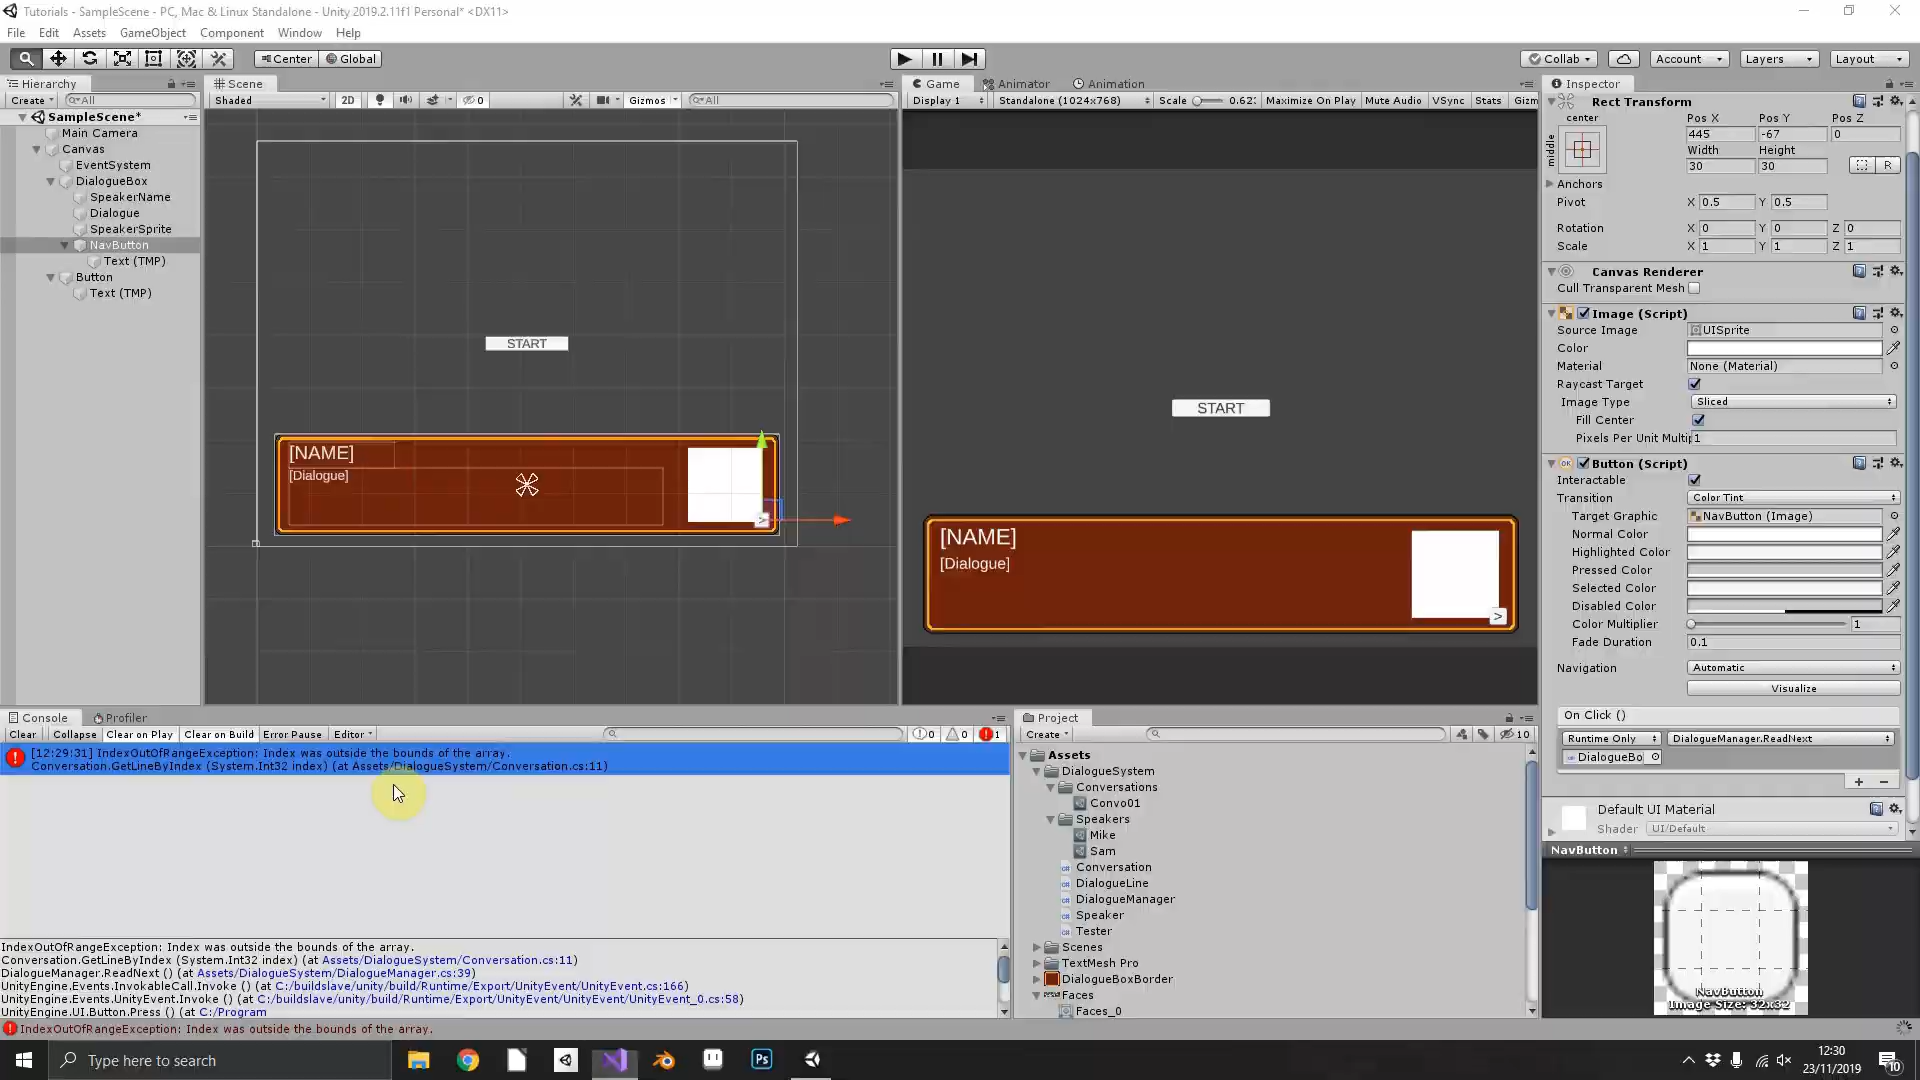 Tutorials - SampleScene - PC, Mac & Linux Standalone - Unity 2019.2.11f1 Personal* <DX11>
File Edit Assets GameObject Component Window Help
Center Global
Collab Account Layers Layout
Hierarchy
Create All
SampleScene*
Main Camera
Canvas
EventSystem
DialogueBox
SpeakerName
Dialogue
SpeakerSprite
NavButton
Text (TMP)
Button
Text (TMP)
Scene
Shaded 2D 0 Gizmos All
START
[NAME]
[Dialogue]
>
Game Animator Animation
Display 1 Standalone (1024x768) Scale 0.62 Maximize On Play Mute Audio VSync Stats Gizm
START
[NAME]
[Dialogue]
>
Inspector
Rect Transform
center Pos X Pos Y Pos Z
middle 445 -67 0
Width Height
30 30 R
Anchors
Pivot X 0.5 Y 0.5
Rotation X 0 Y 0 Z 0
Scale X 1 Y 1 Z 1
Canvas Renderer
Cull Transparent Mesh
Image (Script)
Source Image UISprite
Color
Material None (Material)
Raycast Target
Image Type Sliced
Fill Center
Pixels Per Unit Multip 1
Button (Script)
Interactable
Transition Color Tint
Target Graphic NavButton (Image)
Normal Color
Highlighted Color
Pressed Color
Selected Color
Disabled Color
Color Multiplier 1
Fade Duration 0.1
Navigation Automatic
Visualize
On Click ()
Runtime Only DialogueManager.ReadNext
DialogueBo
+ −
Default UI Material
Shader UI/Default
NavButton
NavButton
Image Size: 32x32
Console Profiler
Clear Collapse Clear on Play Clear on Build Error Pause Editor 0 0 1
[12:29:31] IndexOutOfRangeException: Index was outside the bounds of the array.
Conversation.GetLineByIndex (System.Int32 index) (at Assets/DialogueSystem/Conversation.cs:11)
IndexOutOfRangeException: Index was outside the bounds of the array.
Conversation.GetLineByIndex (System.Int32 index) (at Assets/DialogueSystem/Conversation.cs:11)
DialogueManager.ReadNext () (at Assets/DialogueSystem/DialogueManager.cs:39)
UnityEngine.Events.InvokableCall.Invoke () (at C:/buildslave/unity/build/Runtime/Export/UnityEvent/UnityEvent.cs:166)
UnityEngine.Events.UnityEvent.Invoke () (at C:/buildslave/unity/build/Runtime/Export/UnityEvent/UnityEvent/UnityEvent_0.cs:58)
UnityEngine.UI.Button.Press () (at C:/Program
IndexOutOfRangeException: Index was outside the bounds of the array.
Project
Create 10
Assets
DialogueSystem
Conversations
Convo01
Speakers
Mike
Sam
Conversation
DialogueLine
DialogueManager
Speaker
Tester
Scenes
TextMesh Pro
DialogueBoxBorder
Faces
Faces_0
Type here to search
Ps
12:30
23/11/2019
10